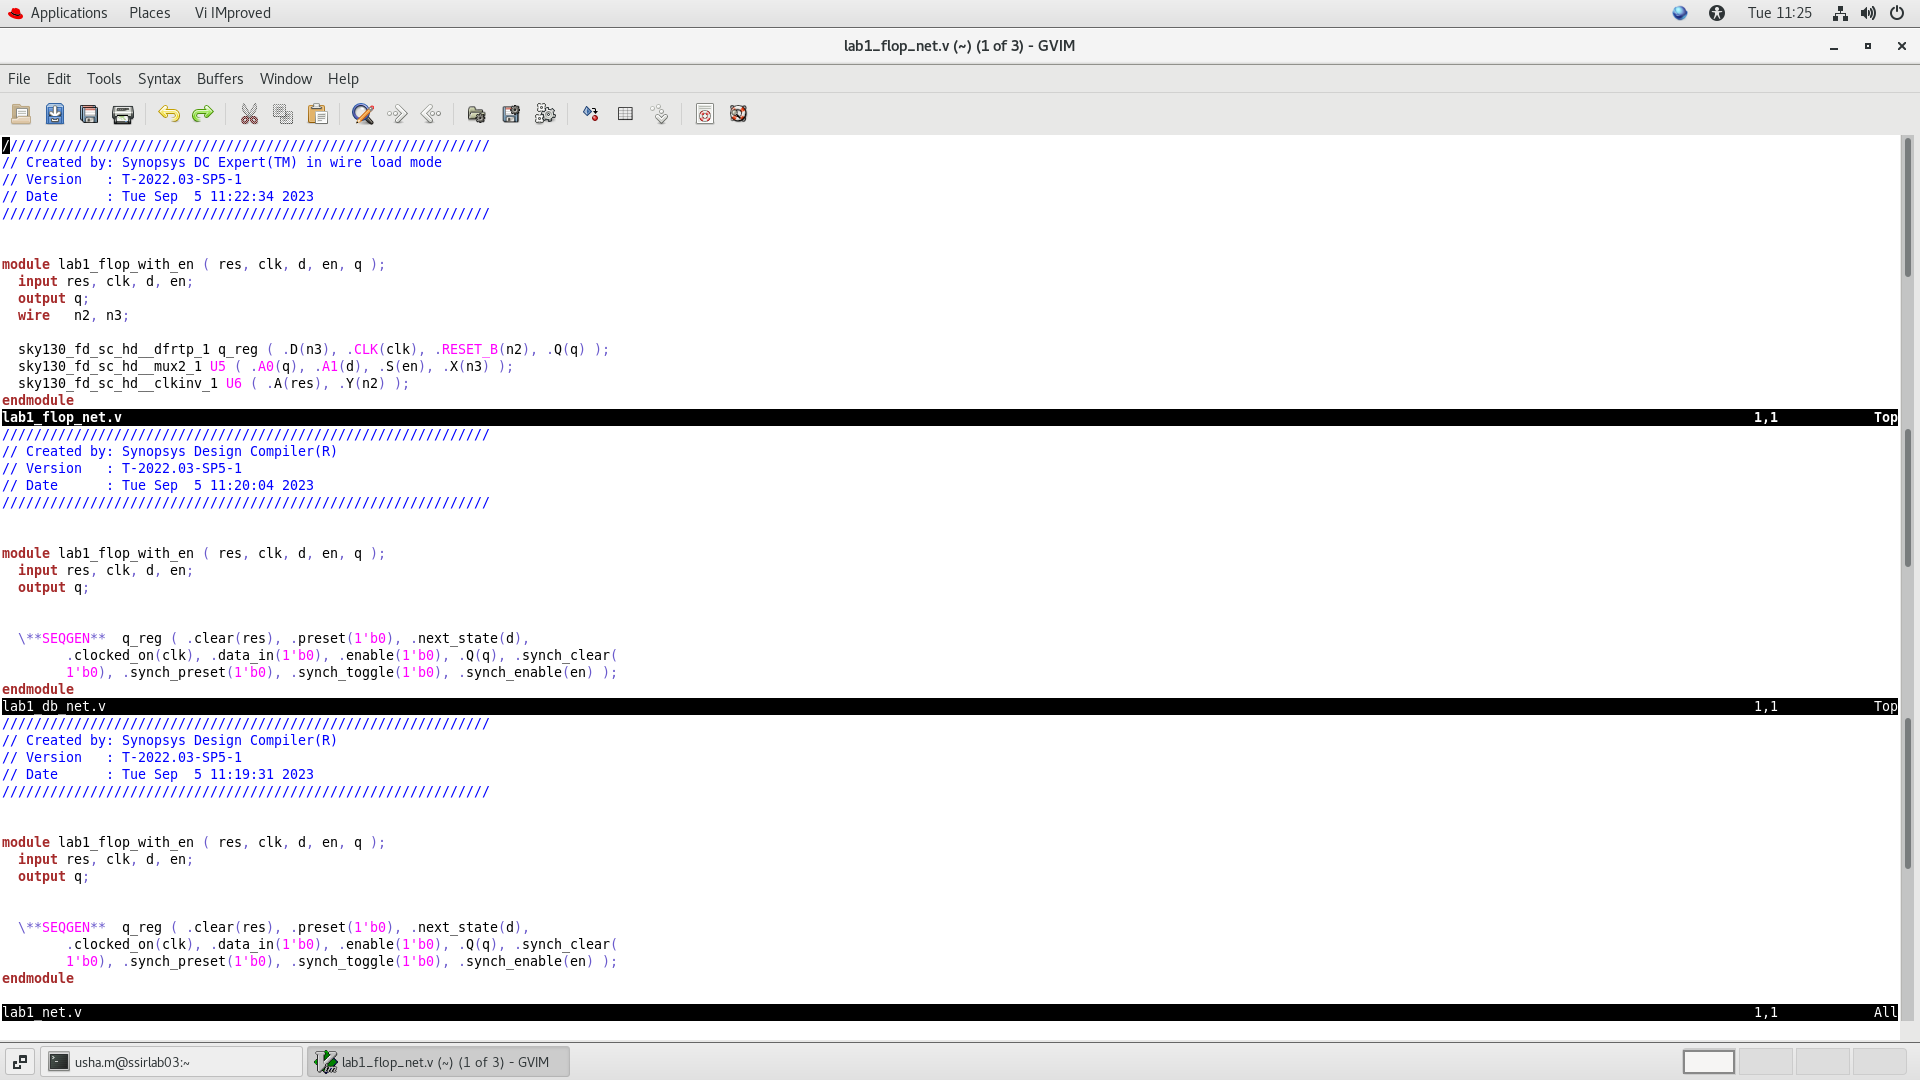 Applications Places Vi IMproved Tue 11:25
lab1_flop_net.v (~) (1 of 3) - GVIM
File Edit Tools Syntax Buffers Window Help
/////////////////////////////////////////////////////////////
// Created by: Synopsys DC Expert(TM) in wire load mode
// Version   : T-2022.03-SP5-1
// Date      : Tue Sep  5 11:22:34 2023
/////////////////////////////////////////////////////////////
module lab1_flop_with_en ( res, clk, d, en, q );
  input res, clk, d, en;
  output q;
  wire   n2, n3;
  sky130_fd_sc_hd__dfrtp_1 q_reg ( .D(n3), .CLK(clk), .RESET_B(n2), .Q(q) );
  sky130_fd_sc_hd__mux2_1 U5 ( .A0(q), .A1(d), .S(en), .X(n3) );
  sky130_fd_sc_hd__clkinv_1 U6 ( .A(res), .Y(n2) );
endmodule
lab1_flop_net.v 1,1 Top
/////////////////////////////////////////////////////////////
// Created by: Synopsys Design Compiler(R)
// Version   : T-2022.03-SP5-1
// Date      : Tue Sep  5 11:20:04 2023
/////////////////////////////////////////////////////////////
module lab1_flop_with_en ( res, clk, d, en, q );
  input res, clk, d, en;
  output q;
  \**SEQGEN**  q_reg ( .clear(res), .preset(1'b0), .next_state(d),
        .clocked_on(clk), .data_in(1'b0), .enable(1'b0), .Q(q), .synch_clear(
        1'b0), .synch_preset(1'b0), .synch_toggle(1'b0), .synch_enable(en) );
endmodule
lab1_db_net.v 1,1 Top
/////////////////////////////////////////////////////////////
// Created by: Synopsys Design Compiler(R)
// Version   : T-2022.03-SP5-1
// Date      : Tue Sep  5 11:19:31 2023
/////////////////////////////////////////////////////////////
module lab1_flop_with_en ( res, clk, d, en, q );
  input res, clk, d, en;
  output q;
  \**SEQGEN**  q_reg ( .clear(res), .preset(1'b0), .next_state(d),
        .clocked_on(clk), .data_in(1'b0), .enable(1'b0), .Q(q), .synch_clear(
        1'b0), .synch_preset(1'b0), .synch_toggle(1'b0), .synch_enable(en) );
endmodule
lab1_net.v 1,1 All
usha.m@ssirlab03:~ lab1_flop_net.v (~) (1 of 3) - GVIM